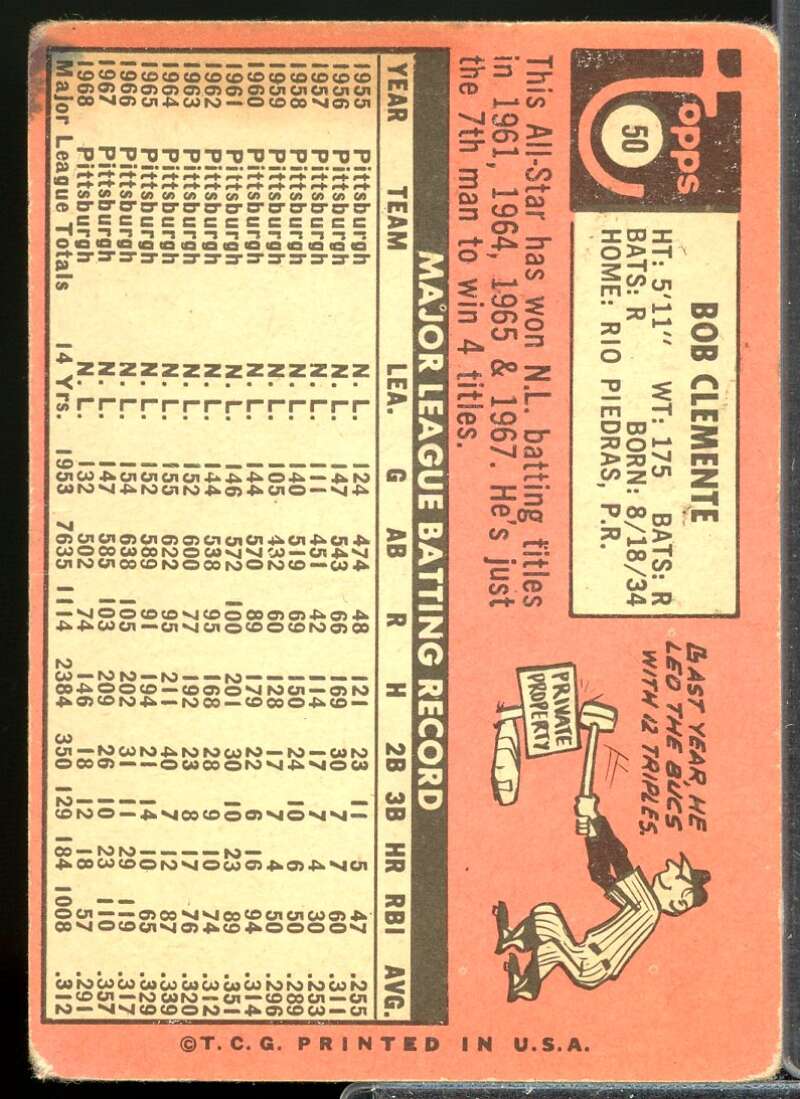 Topps
50
BOB CLEMENTE
HT: 5'11" WT: 175 BATS: R
BATS: R BORN: 8/18/34
HOME: RIO PIEDRAS, P.R.
LAST YEAR, HE
LED THE BUCS
WITH 12 TRIPLES.
PRIVATE
PROPERTY
This All-Star has won N.L. batting titles
in 1961, 1964, 1965 & 1967. He's just
the 7th man to win 4 titles.
MAJOR LEAGUE BATTING RECORD
YEAR TEAM LEA. G AB R H 2B 3B HR RBI AVG.
1955 Pittsburgh N. L. 124 474 48 121 23 11 5 47 .255
1956 Pittsburgh N. L. 147 543 66 169 30 7 7 60 .311
1957 Pittsburgh N. L. 111 451 42 114 17 7 4 30 .253
1958 Pittsburgh N. L. 140 519 69 150 24 10 6 50 .289
1959 Pittsburgh N. L. 105 432 60 128 17 7 4 50 .296
1960 Pittsburgh N. L. 144 570 89 179 22 6 16 94 .314
1961 Pittsburgh N. L. 146 572 100 201 30 10 23 89 .351
1962 Pittsburgh N. L. 144 538 95 168 28 9 10 74 .312
1963 Pittsburgh N. L. 152 600 77 192 23 8 17 76 .320
1964 Pittsburgh N. L. 155 622 95 211 40 7 12 87 .339
1965 Pittsburgh N. L. 152 589 91 194 21 14 10 65 .329
1966 Pittsburgh N. L. 154 638 105 202 31 11 29 119 .317
1967 Pittsburgh N. L. 147 585 103 209 26 10 23 110 .357
1968 Pittsburgh N. L. 132 502 74 146 18 12 18 57 .291
Major League Totals 14 Yrs. 1953 7635 1114 2384 350 129 184 1008 .312
©T. C. G. PRINTED IN U.S.A.